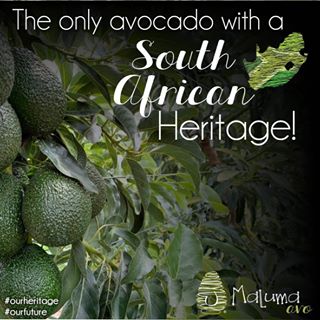 The only avocado with a
South
African
Heritage!
#ourheritage
#ourfuture
Maluma
avo